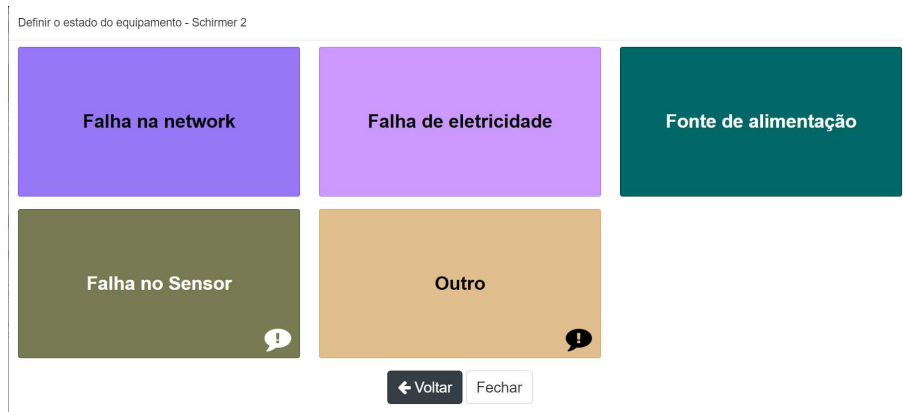 Definir o estado do equipamento - Schirmer 2
Falha na network
Falha de eletricidade
Fonte de alimentação
Falha no Sensor
Outro
Voltar
Fechar